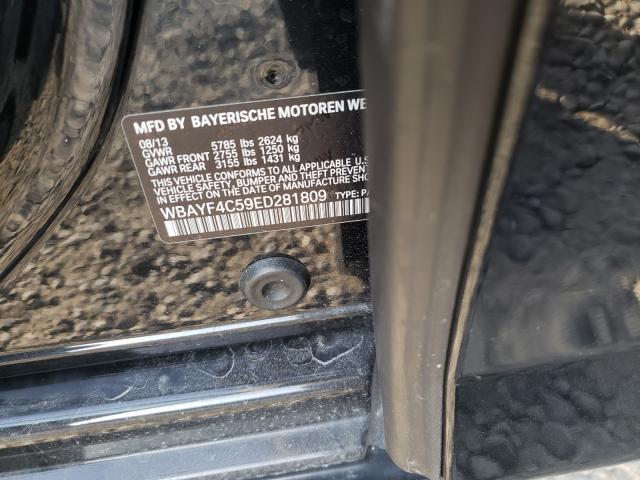 MFD BY BAYERISCHE MOTOREN WE
08/13
GVWR 5785 lbs 2624 kg
GAWR FRONT 2755 lbs 1250 kg
GAWR REAR 3155 lbs 1431 kg
THIS VEHICLE CONFORMS TO ALL APPLICABLE U.S
VEHICLE SAFETY, BUMPER AND THEFT
IN EFFECT ON THE DATE OF MANUFACTURE SHO
WBAYF4C59ED281809 TYPE: PA